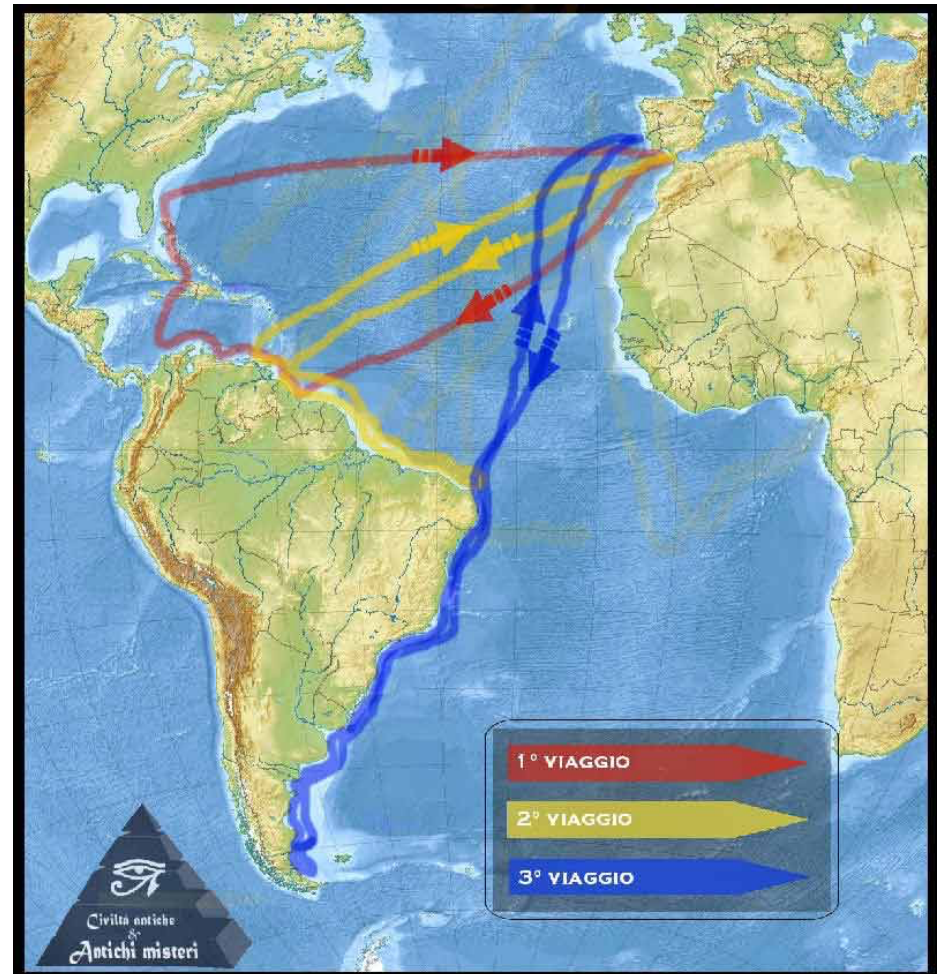 1° VIAGGIO
2° VIAGGIO
3° VIAGGIO
Civiltà antiche
&
Antichi misteri